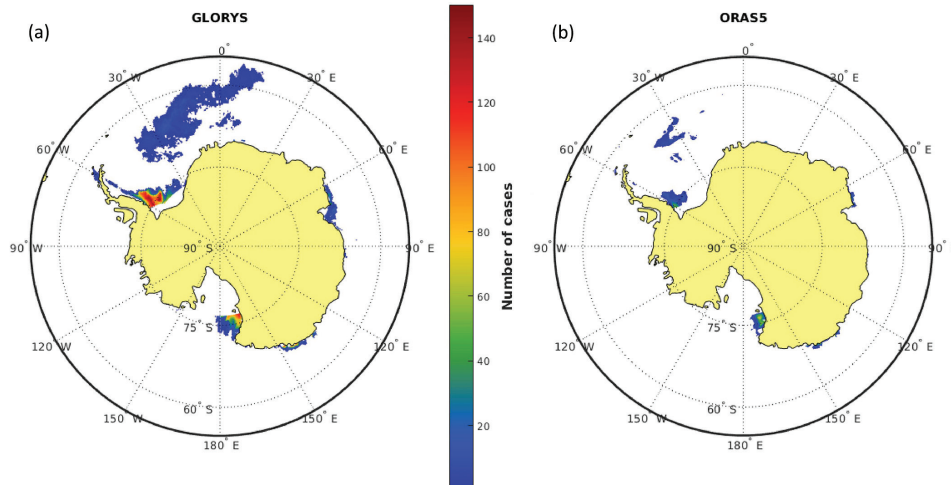 GLORYS
ORAS5
(a)
(b)
0°
30° W
30° E
60° W
60° E
90° W
90° S
90° E
75° S
120° W
120° E
60° S
150° W
150° E
180° E
140
120
100
80
60
40
20
Number of cases
0°
30° W
30° E
60° W
60° E
90° W
90° S
90° E
75° S
120° W
120° E
60° S
150° W
150° E
180° E